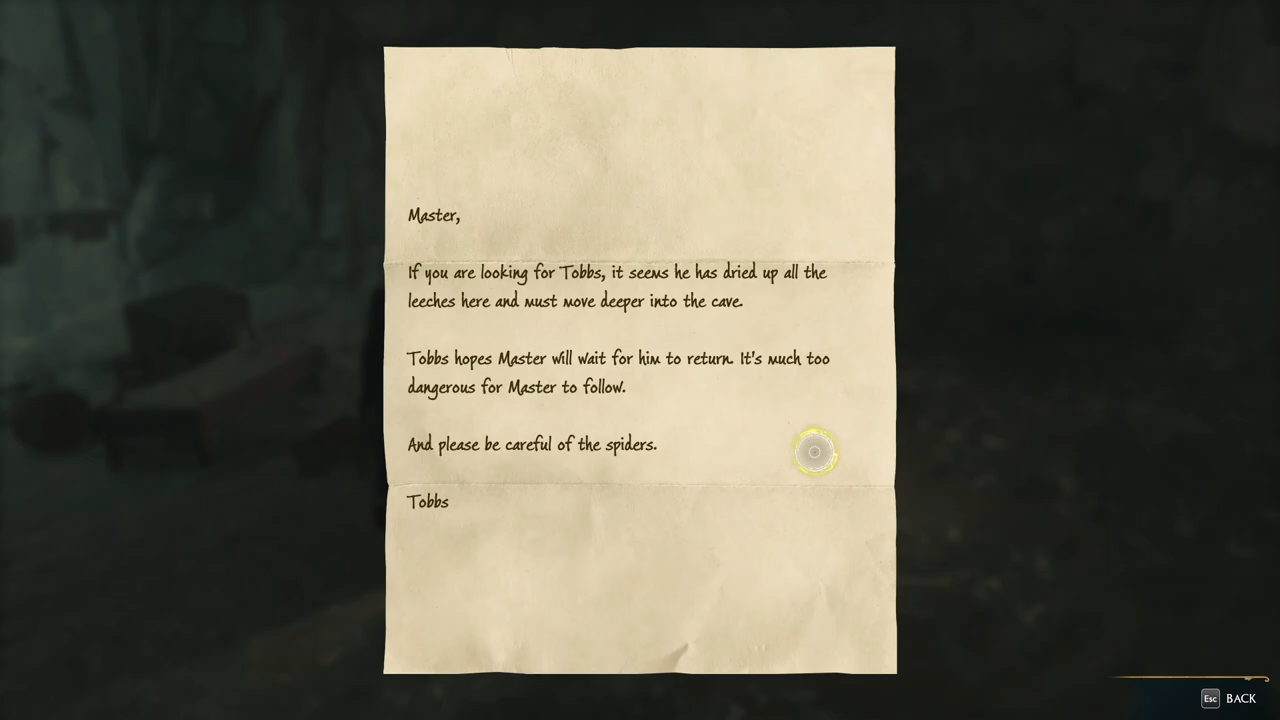 Master,
If you are looking for Tobbs, it seems he has dried up all the
leeches here and must move deeper into the cave.
Tobbs hopes Master will wait for him to return. It's much too
dangerous for Master to follow.
And please be careful of the spiders.
Tobbs
Esc BACK